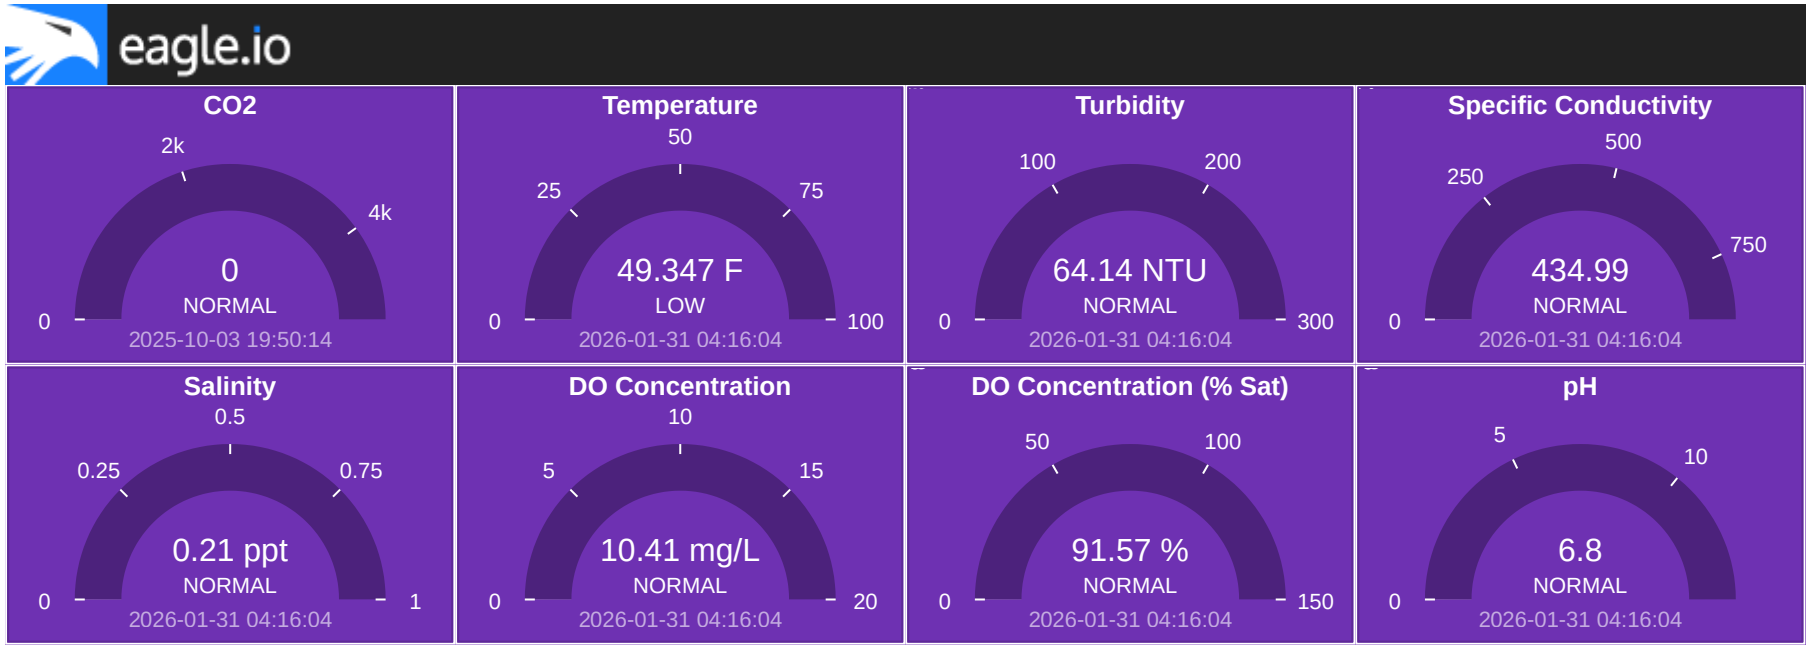 eagle.io
CO2
2k
4k
0
0
NORMAL
2025-10-03 19:50:14
Temperature
50
25
75
49.347 F
LOW
0
100
2026-01-31 04:16:04
Turbidity
100
200
64.14 NTU
NORMAL
0
300
2026-01-31 04:16:04
Specific Conductivity
500
250
750
434.99
NORMAL
0
2026-01-31 04:16:04
Salinity
0.5
0.25
0.75
0.21 ppt
NORMAL
0
1
2026-01-31 04:16:04
DO Concentration
10
5
15
10.41 mg/L
NORMAL
0
20
2026-01-31 04:16:04
DO Concentration (% Sat)
50
100
91.57 %
NORMAL
0
150
2026-01-31 04:16:04
pH
5
10
6.8
NORMAL
0
2026-01-31 04:16:04